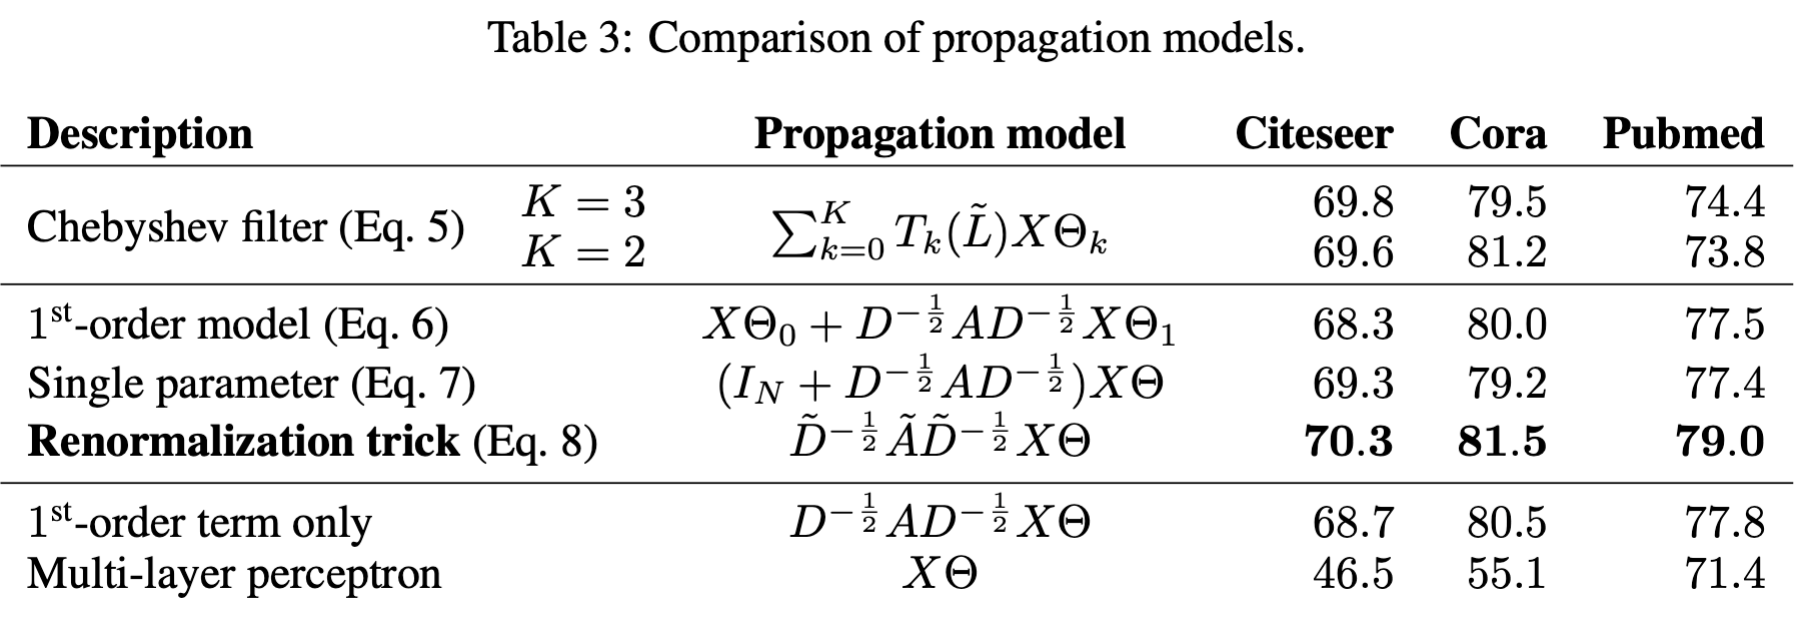 Table 3: Comparison of propagation models.
Description Propagation model Citeseer Cora Pubmed
Chebyshev filter (Eq. 5) K = 3 $\sum_{k=0}^{K} T_k(\tilde{L})X\Theta_k$ 69.8 79.5 74.4
K = 2 69.6 81.2 73.8
1st-order model (Eq. 6) $X\Theta_0 + D^{-\frac{1}{2}}AD^{-\frac{1}{2}}X\Theta_1$ 68.3 80.0 77.5
Single parameter (Eq. 7) $(I_N + D^{-\frac{1}{2}}AD^{-\frac{1}{2}})X\Theta$ 69.3 79.2 77.4
Renormalization trick (Eq. 8) $\tilde{D}^{-\frac{1}{2}}\tilde{A}\tilde{D}^{-\frac{1}{2}}X\Theta$ 70.3 81.5 79.0
1st-order term only $D^{-\frac{1}{2}}AD^{-\frac{1}{2}}X\Theta$ 68.7 80.5 77.8
Multi-layer perceptron $X\Theta$ 46.5 55.1 71.4